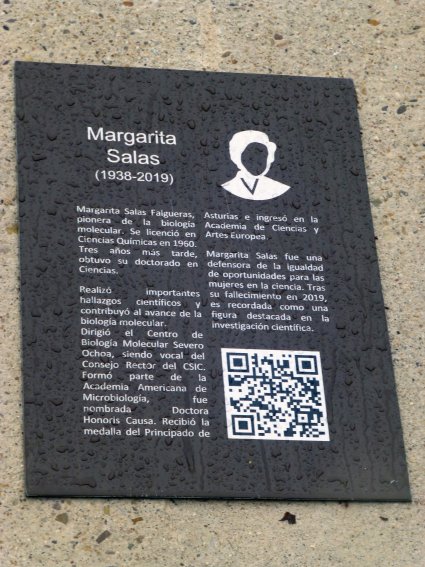 Margarita
Salas
(1938-2019)
Margarita Salas Falgueras,
pionera de la biología
molecular. Se licenció en
Ciencias Químicas en 1960.
Tres años más tarde,
obtuvo su doctorado en
Ciencias.
Realizó importantes
hallazgos científicos y
contribuyó al avance de la
biología molecular.
Dirigió el Centro de
Biología Molecular Severo
Ochoa, siendo vocal del
Consejo Rector del CSIC.
Formó parte de la
Academia Americana de
Microbiología, fue
nombrada Doctora
Honoris Causa. Recibió la
medalla del Principado de
Asturias e ingresó en la
Academia de Ciencias y
Artes Europea.
Margarita Salas fue una
defensora de la igualdad
de oportunidades para las
mujeres en la ciencia. Tras
su fallecimiento en 2019,
es recordada como una
figura destacada en la
investigación científica.